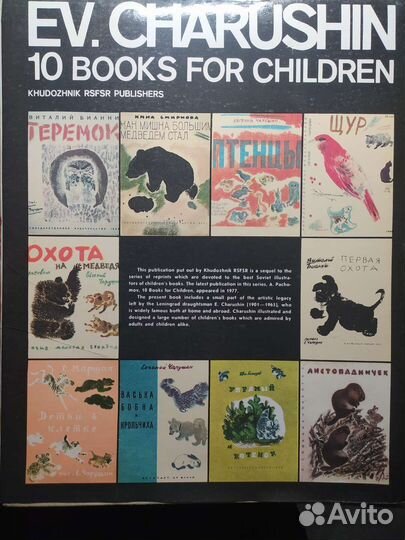 EV. CHARUSHIN
10 BOOKS FOR CHILDREN
KHUDOZHNIK RSFSR PUBLISHERS
ВИТАЛИЙ БИАНКИ
ТЕРЕМОК
НИНА СМИРНОВА
КАК МИШКА БОЛЬШИМ
МЕДВЕДЕМ СТАЛ
ПТЕНЦЫ
ЩУР
ОХОТА
НА МЕДВЕДЯ
This publication put out by Khudozhnik RSFSR is a sequel to the
series of reprints which are devoted to the best Soviet illustra-
tors of children's books. The latest publication in this series, A. Pacho-
mov. 10 Books for Children, appeared in 1977.
The present book includes a small part of the artistic legacy
left by the Leningrad draughtsman E. Charushin (1901—1965), who
is widely famous both at home and abroad. Charushin illustrated and
designed a large number of children's books which are admired by
adults and children alike.
Виталий
Бианки
ПЕРВАЯ
ОХОТА
С. Маршак
Детки в
клетке
Евгений Чарушин
ВАСЬКА
БОБКА
И
КРОЛЬЧИХА
И
КОТЕНОК
ЛИСТОПАДНИЧЕК
Avito